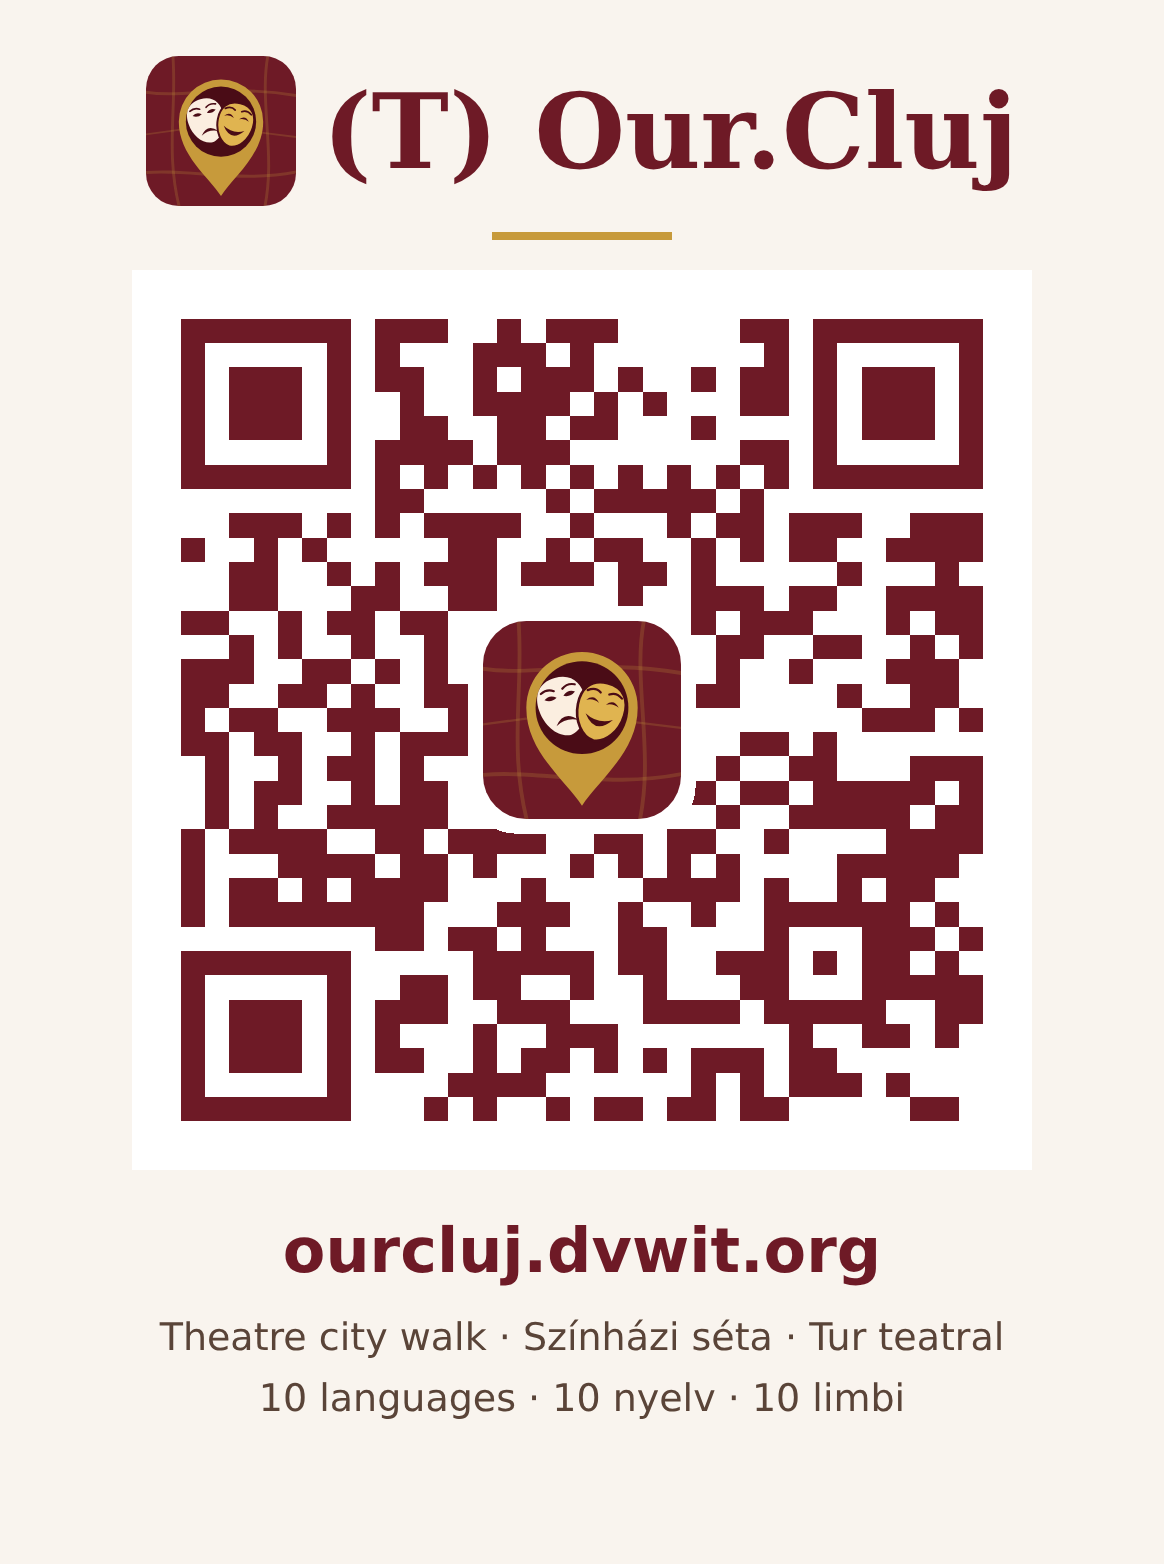 (T) Our.Cluj
ourcluj.dvwit.org
Theatre city walk · Színházi séta · Tur teatral
10 languages · 10 nyelv · 10 limbi